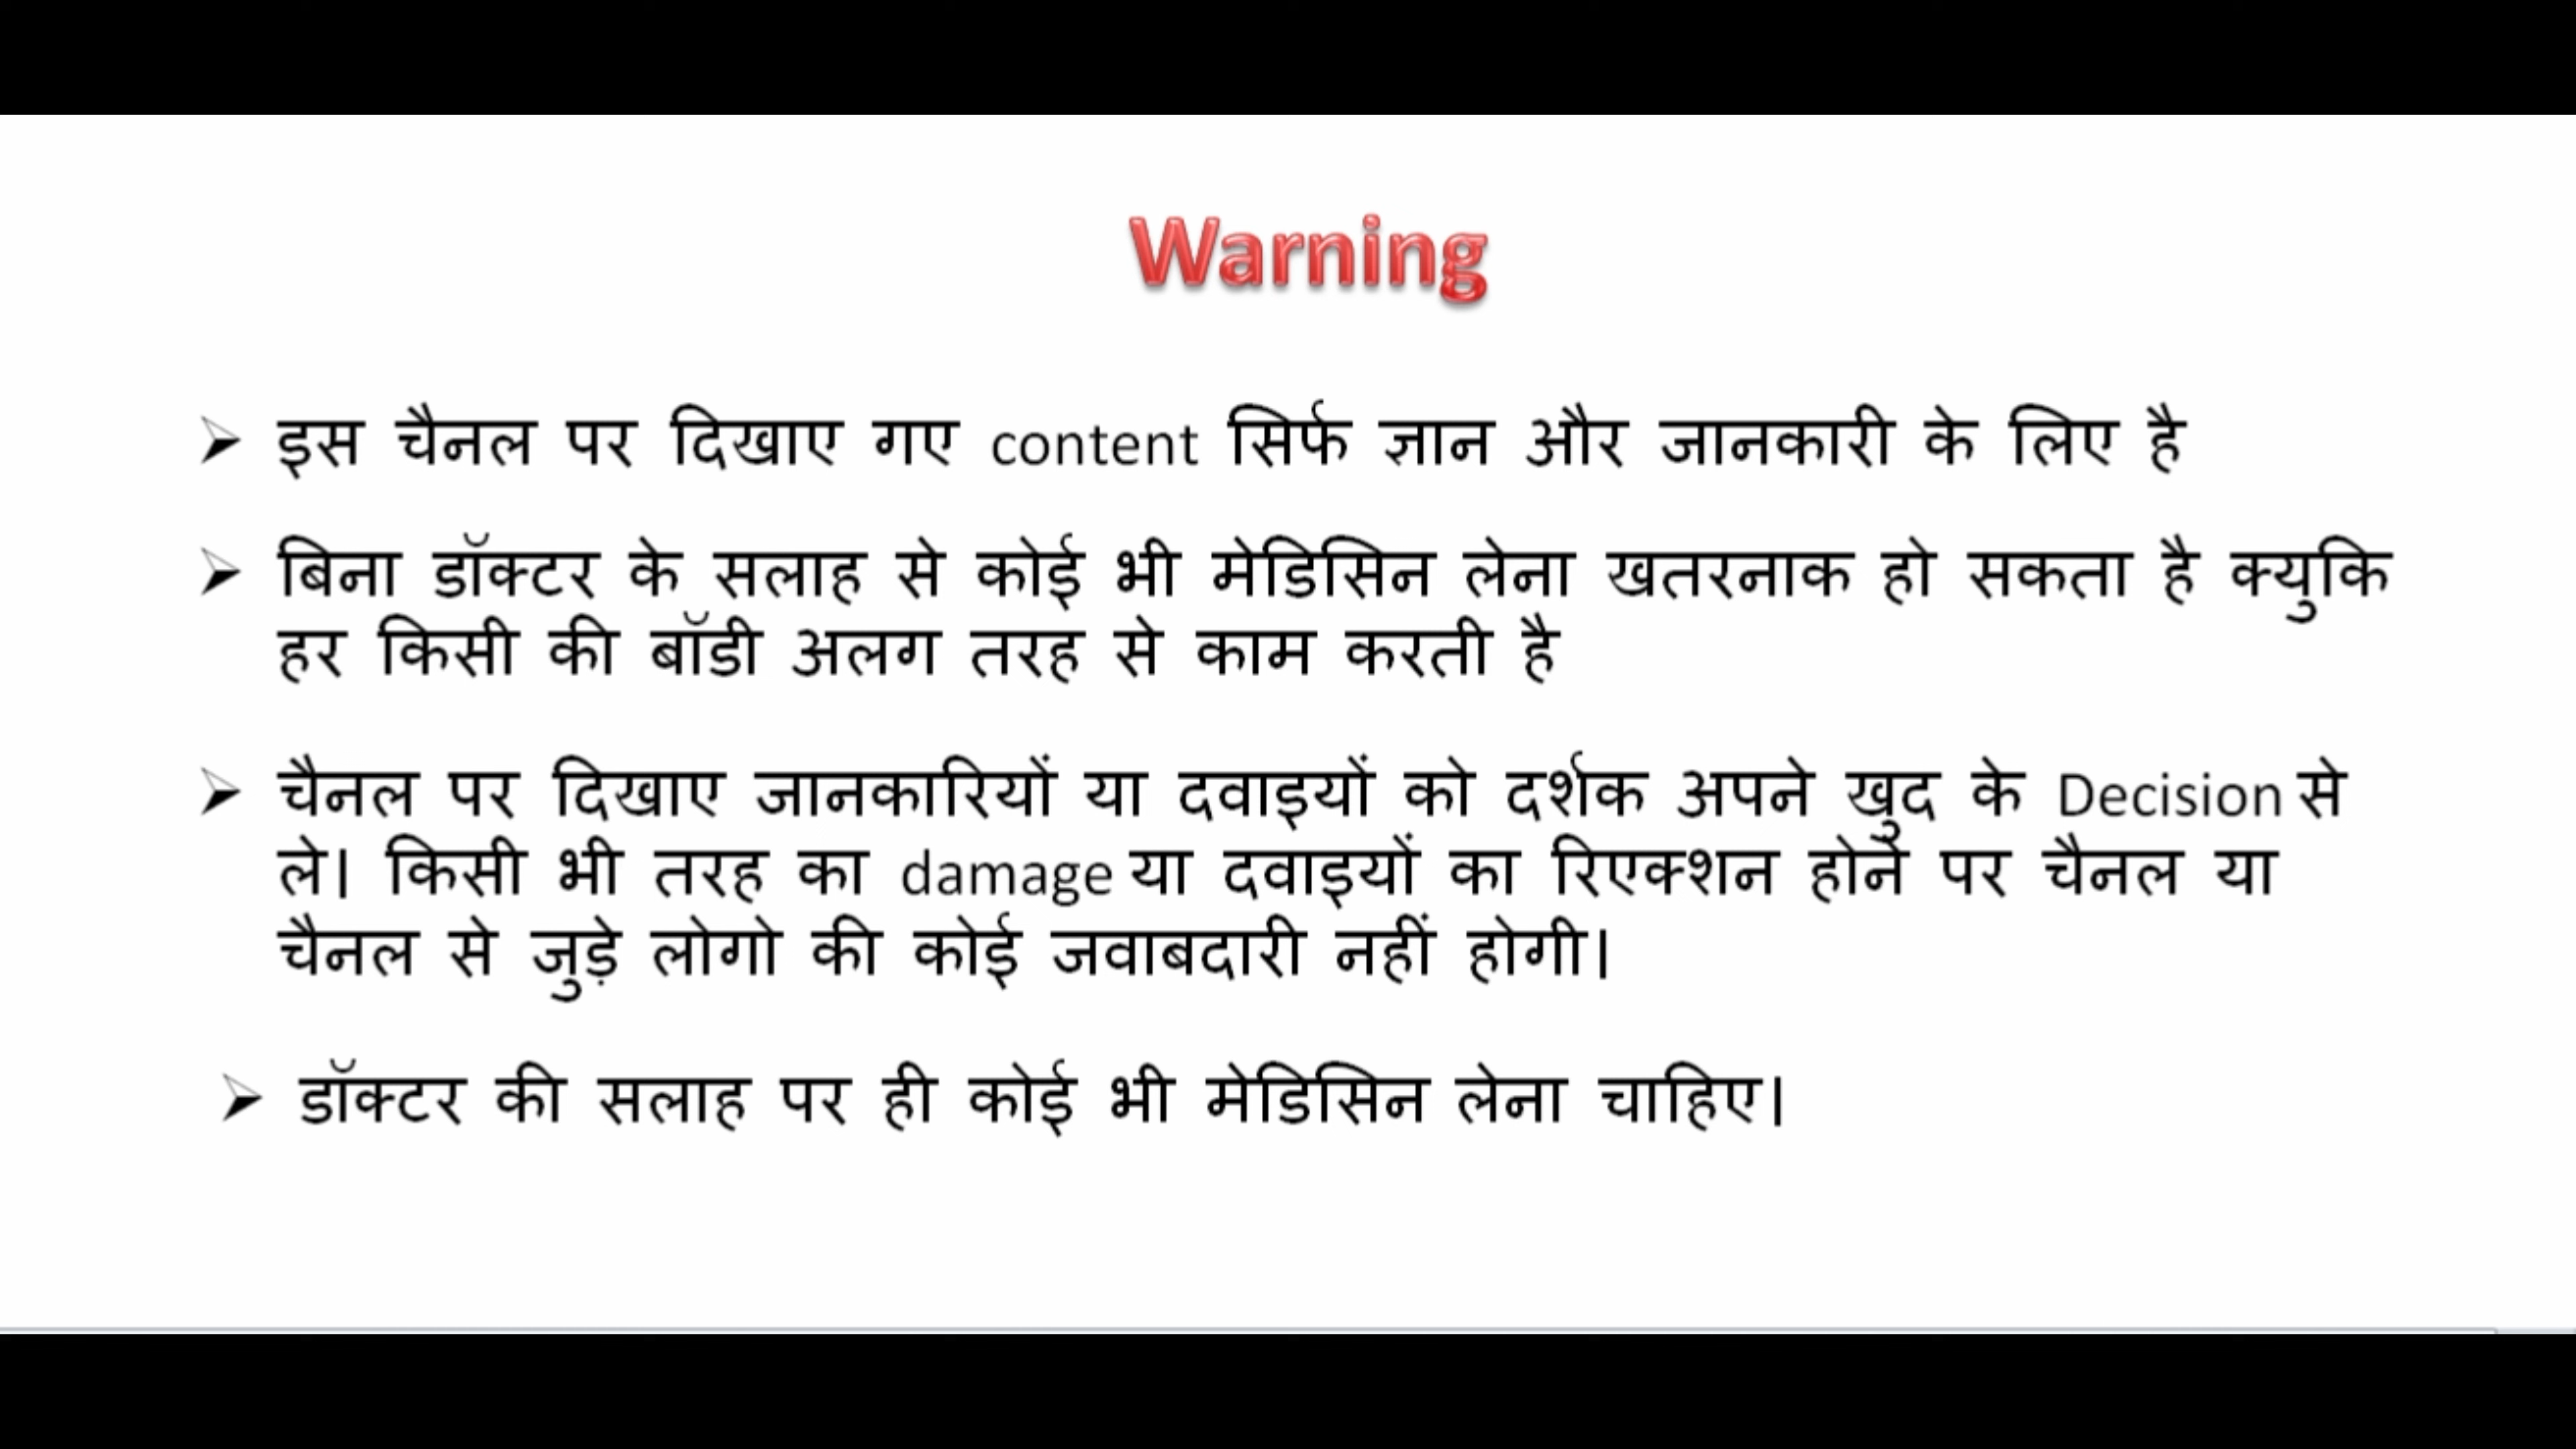 Warning
➢ इस चैनल पर दिखाए गए content सिर्फ ज्ञान और जानकारी के लिए है
➢ बिना डॉक्टर के सलाह से कोई भी मेडिसिन लेना खतरनाक हो सकता है क्युकि
हर किसी की बॉडी अलग तरह से काम करती है
➢ चैनल पर दिखाए जानकारियों या दवाइयों को दर्शक अपने खुद के Decision से
ले। किसी भी तरह का damage या दवाइयों का रिएक्शन होने पर चैनल या
चैनल से जुड़े लोगो की कोई जवाबदारी नहीं होगी।
➢ डॉक्टर की सलाह पर ही कोई भी मेडिसिन लेना चाहिए।